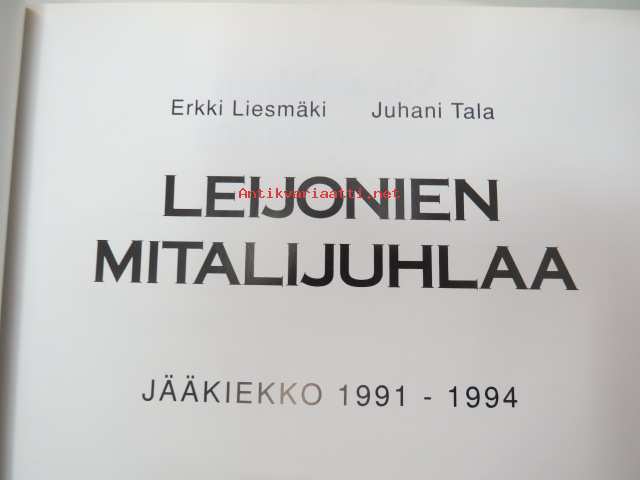 Erkki Liesmäki Juhani Tala
LEIJONIEN
Antikvariaatti.net
MITALIJUHLAA
JÄÄKIEKKO 1991 - 1994